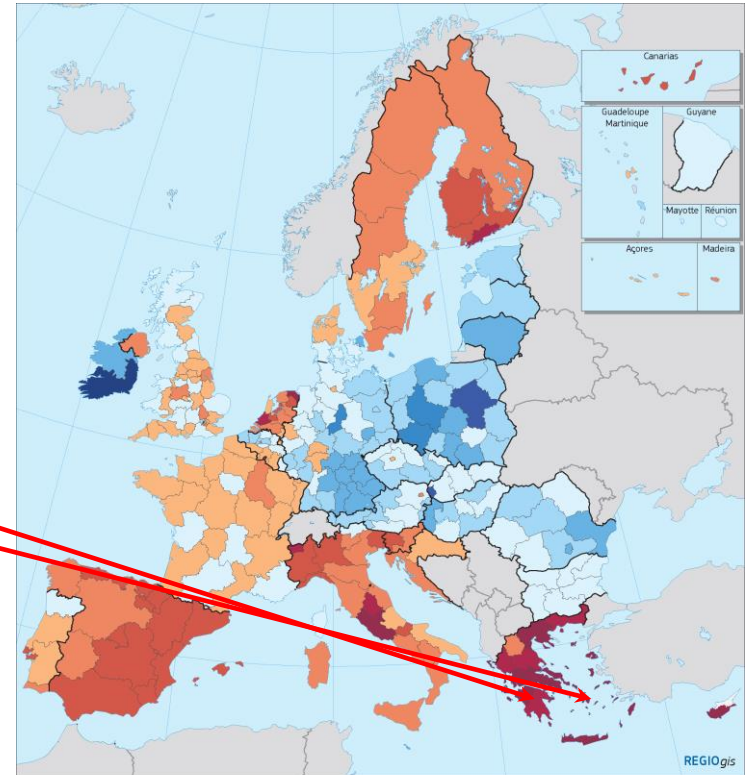 Canarias
Guadeloupe
Martinique
Guyane
Mayotte
Réunion
Açores
Madeira
REGIOgis